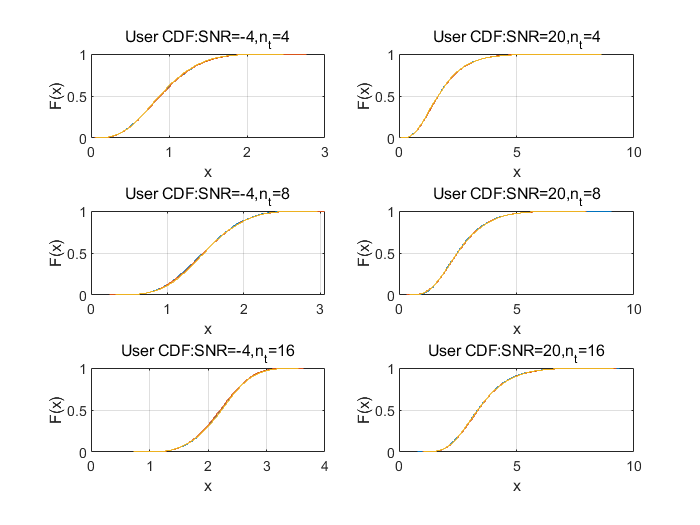 User CDF:SNR=-4,n_t=4
1
0.5
0
F(x)
0 1 2 3
x
User CDF:SNR=20,n_t=4
1
0.5
0
F(x)
0 5 10
x
User CDF:SNR=-4,n_t=8
1
0.5
0
F(x)
0 1 2 3
x
User CDF:SNR=20,n_t=8
1
0.5
0
F(x)
0 5 10
x
User CDF:SNR=-4,n_t=16
1
0.5
0
F(x)
0 1 2 3 4
x
User CDF:SNR=20,n_t=16
1
0.5
0
F(x)
0 5 10
x